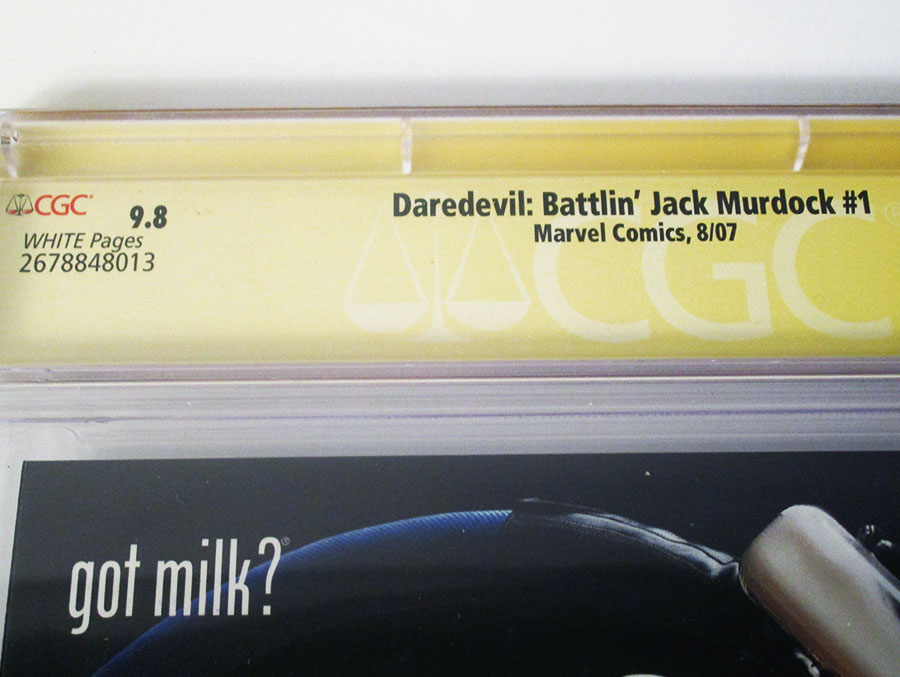 CGC
9.8
WHITE Pages
2678848013
Daredevil: Battlin' Jack Murdock #1
Marvel Comics, 8/07
CGC
got milk?